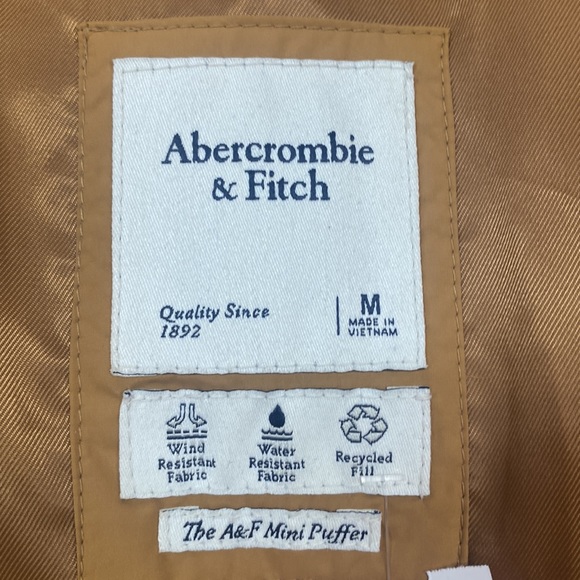 Abercrombie
& Fitch
Quality Since
1892
M
MADE IN
VIETNAM
Wind
Resistant
Fabric
Water
Resistant
Fabric
Recycled
Fill
The A&F Mini Puffer